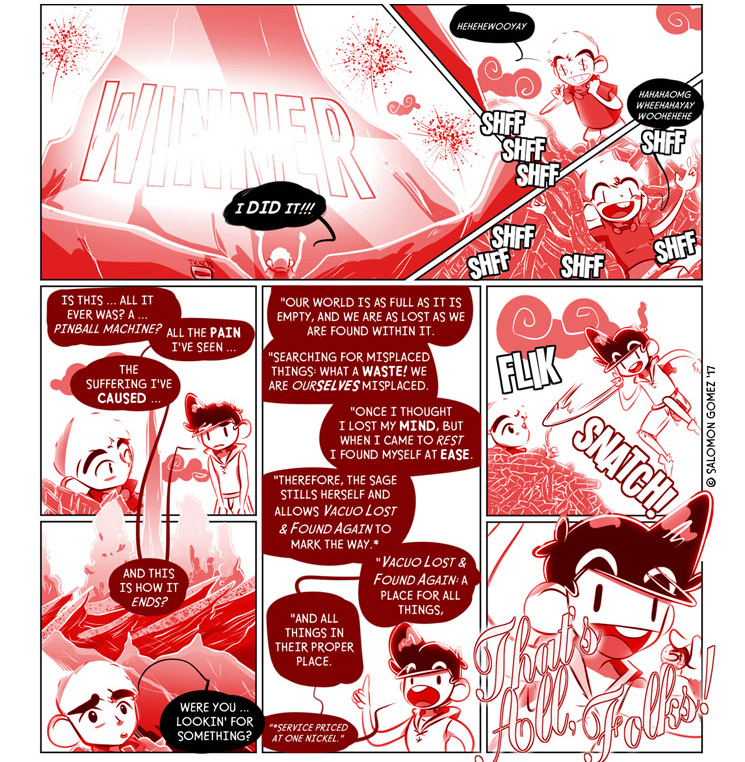 WINNER
I DID IT!!!
HEHEHEWOOYAY
SHFF
SHFF
SHFF
HAHAHAOMG
WHEEHAHAYAY
WOOHEHEHE
SHFF
SHFF
SHFF
SHFF
SHFF
IS THIS ... ALL IT
EVER WAS? A ...
PINBALL MACHINE?
ALL THE PAIN
I'VE SEEN ...
THE
SUFFERING I'VE
CAUSED ...
AND THIS
IS HOW IT
ENDS?
WERE YOU ...
LOOKIN' FOR
SOMETHING?
"OUR WORLD IS AS FULL AS IT IS
EMPTY, AND WE ARE AS LOST AS WE
ARE FOUND WITHIN IT.
"SEARCHING FOR MISPLACED
THINGS: WHAT A WASTE! WE
ARE OURSELVES MISPLACED.
"ONCE I THOUGHT
I LOST MY MIND, BUT
WHEN I CAME TO REST
I FOUND MYSELF AT EASE.
"THEREFORE, THE SAGE
STILLS HERSELF AND
ALLOWS VACUO LOST
& FOUND AGAIN TO
MARK THE WAY.*
"VACUO LOST &
FOUND AGAIN: A
PLACE FOR ALL
THINGS,
"AND ALL
THINGS IN
THEIR PROPER
PLACE.
"*SERVICE PRICED
AT ONE NICKEL."
FLIK
SNATCH!
© SALOMON GOMEZ '17
That's
All, Folks!